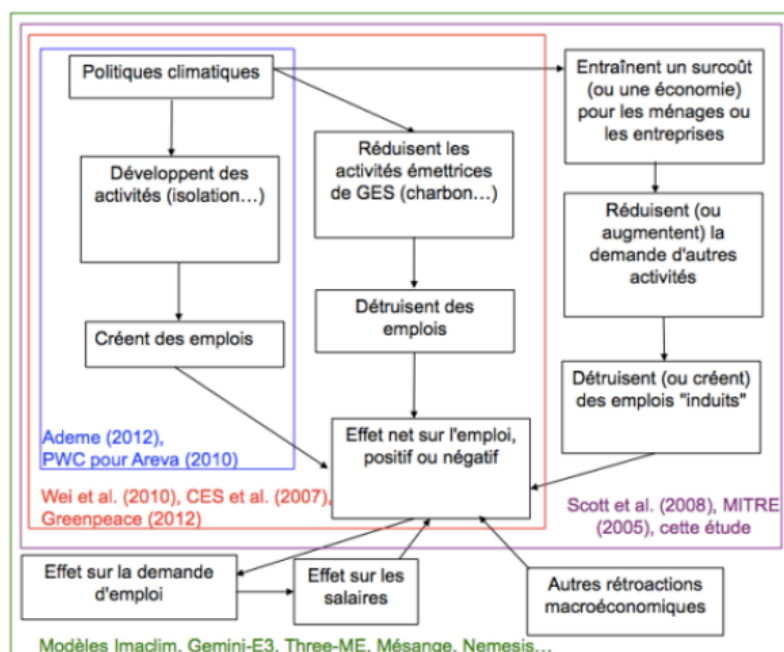 Politiques climatiques
Entraînent un surcoût
(ou une économie)
pour les ménages ou
les entreprises
Développent des
activités (isolation...)
Réduisent les
activités émettrices
de GES (charbon...)
Réduisent (ou
augmentent) la
demande d'autres
activités
Créent des emplois
Détruisent des
emplois
Détruisent (ou créent)
des emplois "induits"
Effet net sur l'emploi,
positif ou négatif
Ademe (2012),
PWC pour Areva (2010)
Wei et al. (2010), CES et al. (2007),
Greenpeace (2012)
Scott et al. (2008), MITRE
(2005), cette étude
Effet sur la demande
d'emploi
Effet sur les
salaires
Autres rétroactions
macroéconomiques
Modèles Imaclim, Gemini-E3, Three-ME, Mésange, Nemesis...